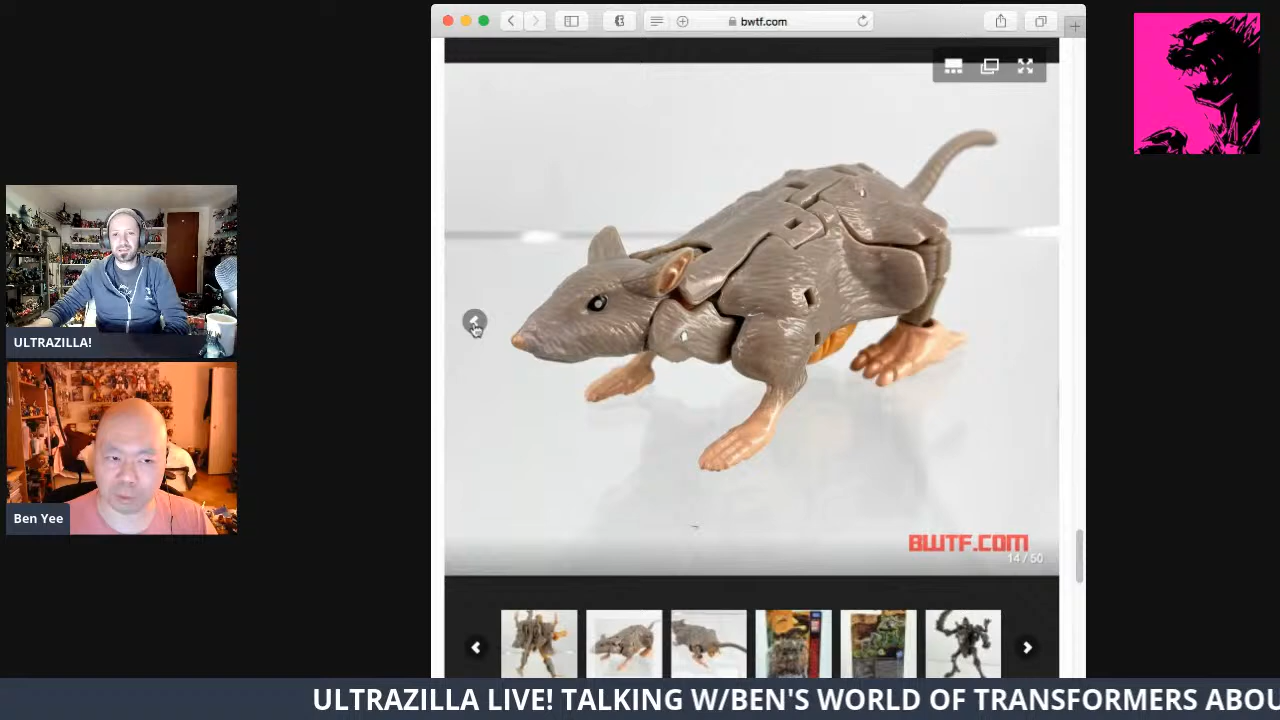 bwtf.com
ULTRAZILLA!
Ben Yee
BWTF.COM
14 / 50
ULTRAZILLA LIVE! TALKING W/BEN'S WORLD OF TRANSFORMERS ABOU